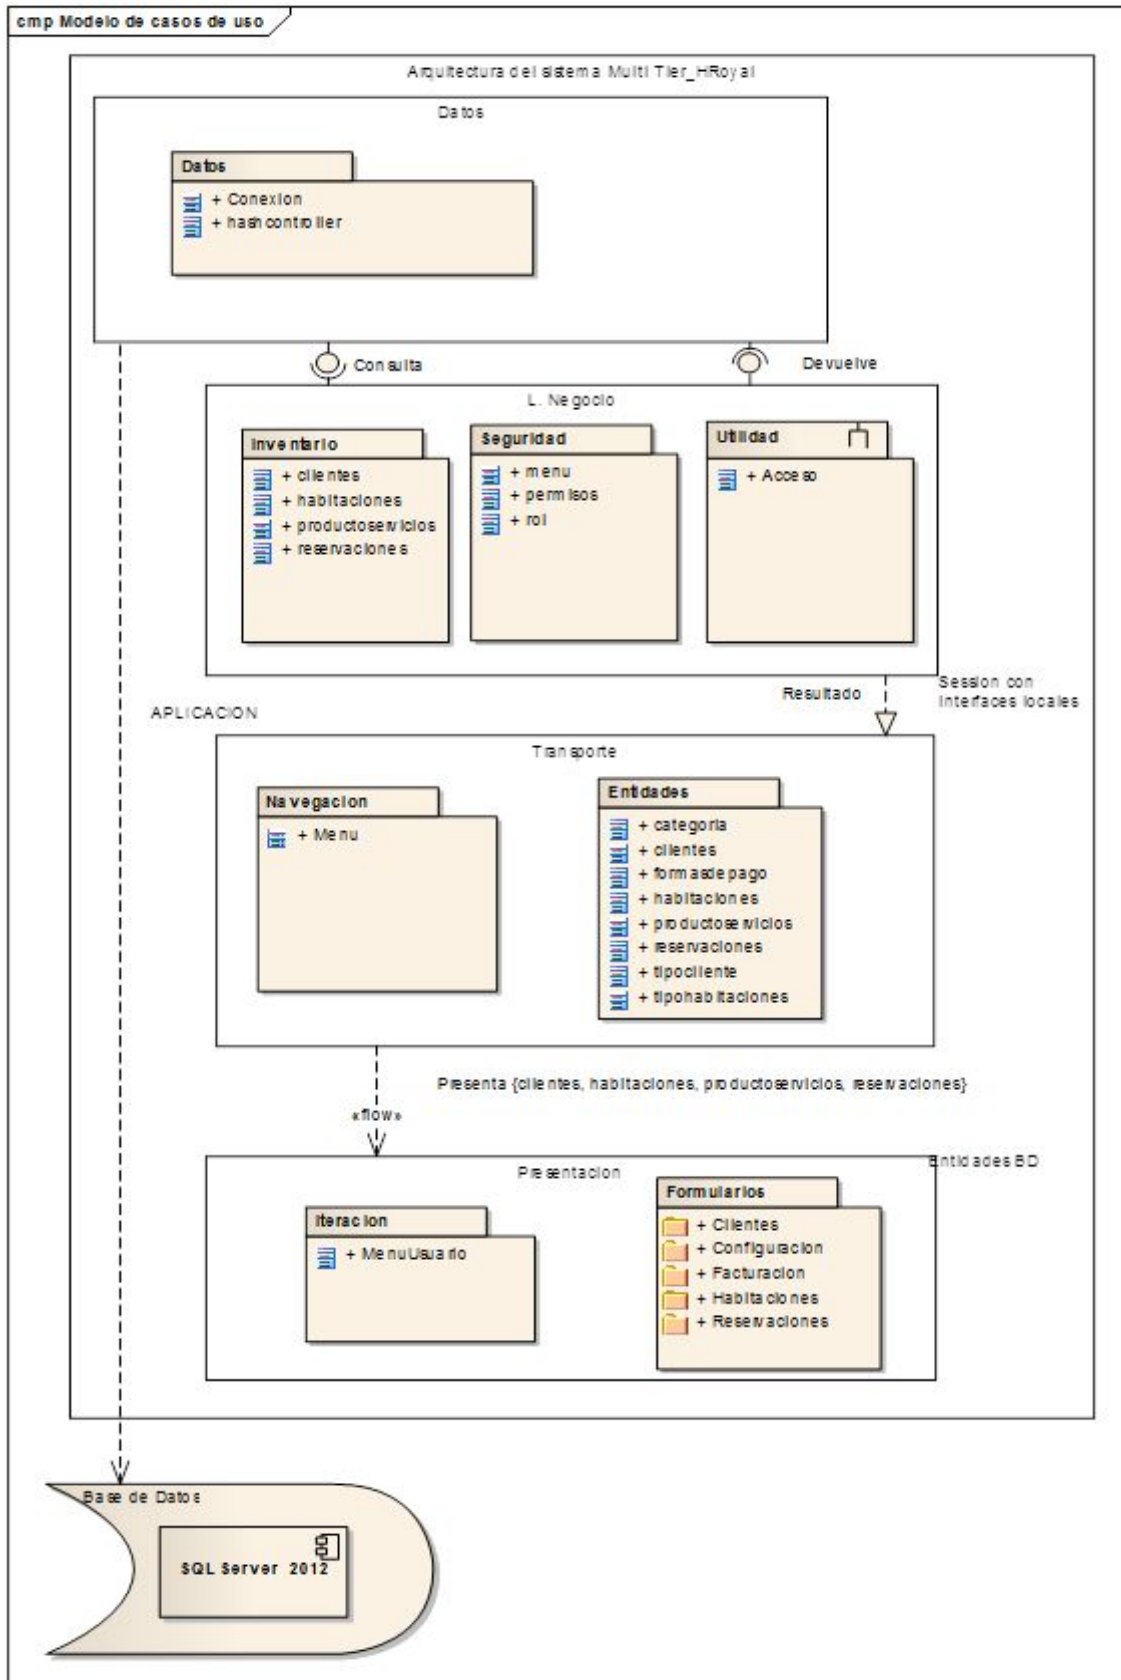 cmp Modelo de casos de uso
Arquitectura del sistema Multi Tier_HRoyal
Datos
Datos
+ Conexion
+ hashcontroller
Consulta
Devuelve
L. Negocio
Inventario
+ clientes
+ habitaciones
+ productoservicios
+ reservaciones
Seguridad
+ menu
+ permisos
+ rol
Utilidad
+ Acceso
Resultado
Session con
Interfaces locales
APLICACION
Transporte
Navegacion
+ Menu
Entidades
+ categoria
+ clientes
+ formasdepago
+ habitaciones
+ productoservicios
+ reservaciones
+ tipocliente
+ tipohabitaciones
Presenta {clientes, habitaciones, productoservicios, reservaciones}
«flow»
Entidades BD
Presentacion
Iteracion
+ MenuUsuario
Formularios
+ Clientes
+ Configuracion
+ Facturacion
+ Habitaciones
+ Reservaciones
Base de Datos
SQL Server 2012